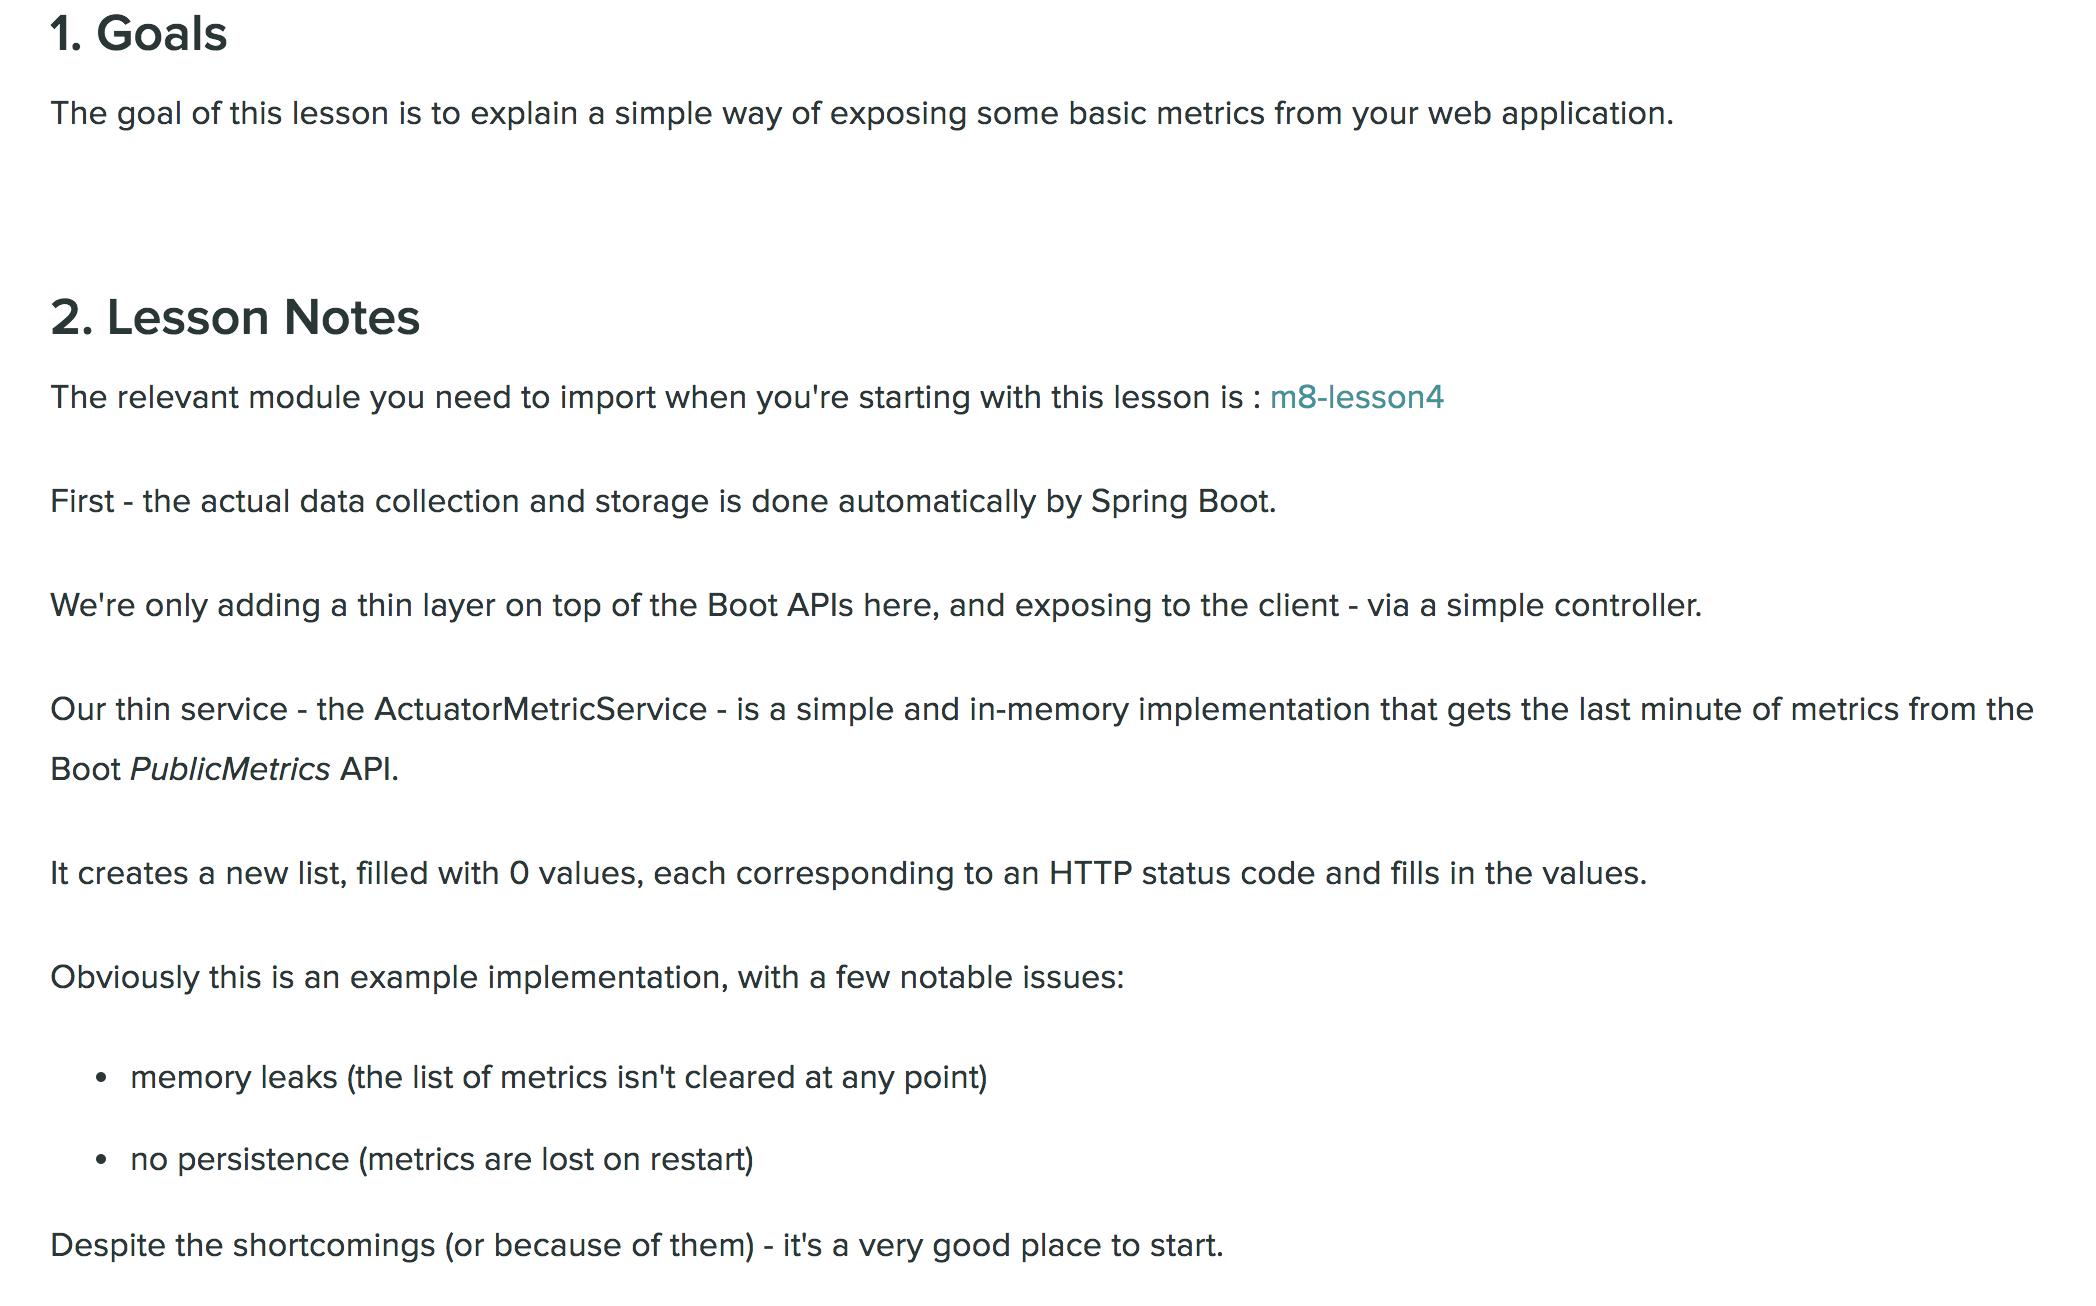 1. Goals
The goal of this lesson is to explain a simple way of exposing some basic metrics from your web application.
2. Lesson Notes
The relevant module you need to import when you're starting with this lesson is : m8-lesson4
First - the actual data collection and storage is done automatically by Spring Boot.
We're only adding a thin layer on top of the Boot APIs here, and exposing to the client - via a simple controller.
Our thin service - the ActuatorMetricService - is a simple and in-memory implementation that gets the last minute of metrics from the
Boot PublicMetrics API.
It creates a new list, filled with 0 values, each corresponding to an HTTP status code and fills in the values.
Obviously this is an example implementation, with a few notable issues:
• memory leaks (the list of metrics isn't cleared at any point)
• no persistence (metrics are lost on restart)
Despite the shortcomings (or because of them) - it's a very good place to start.